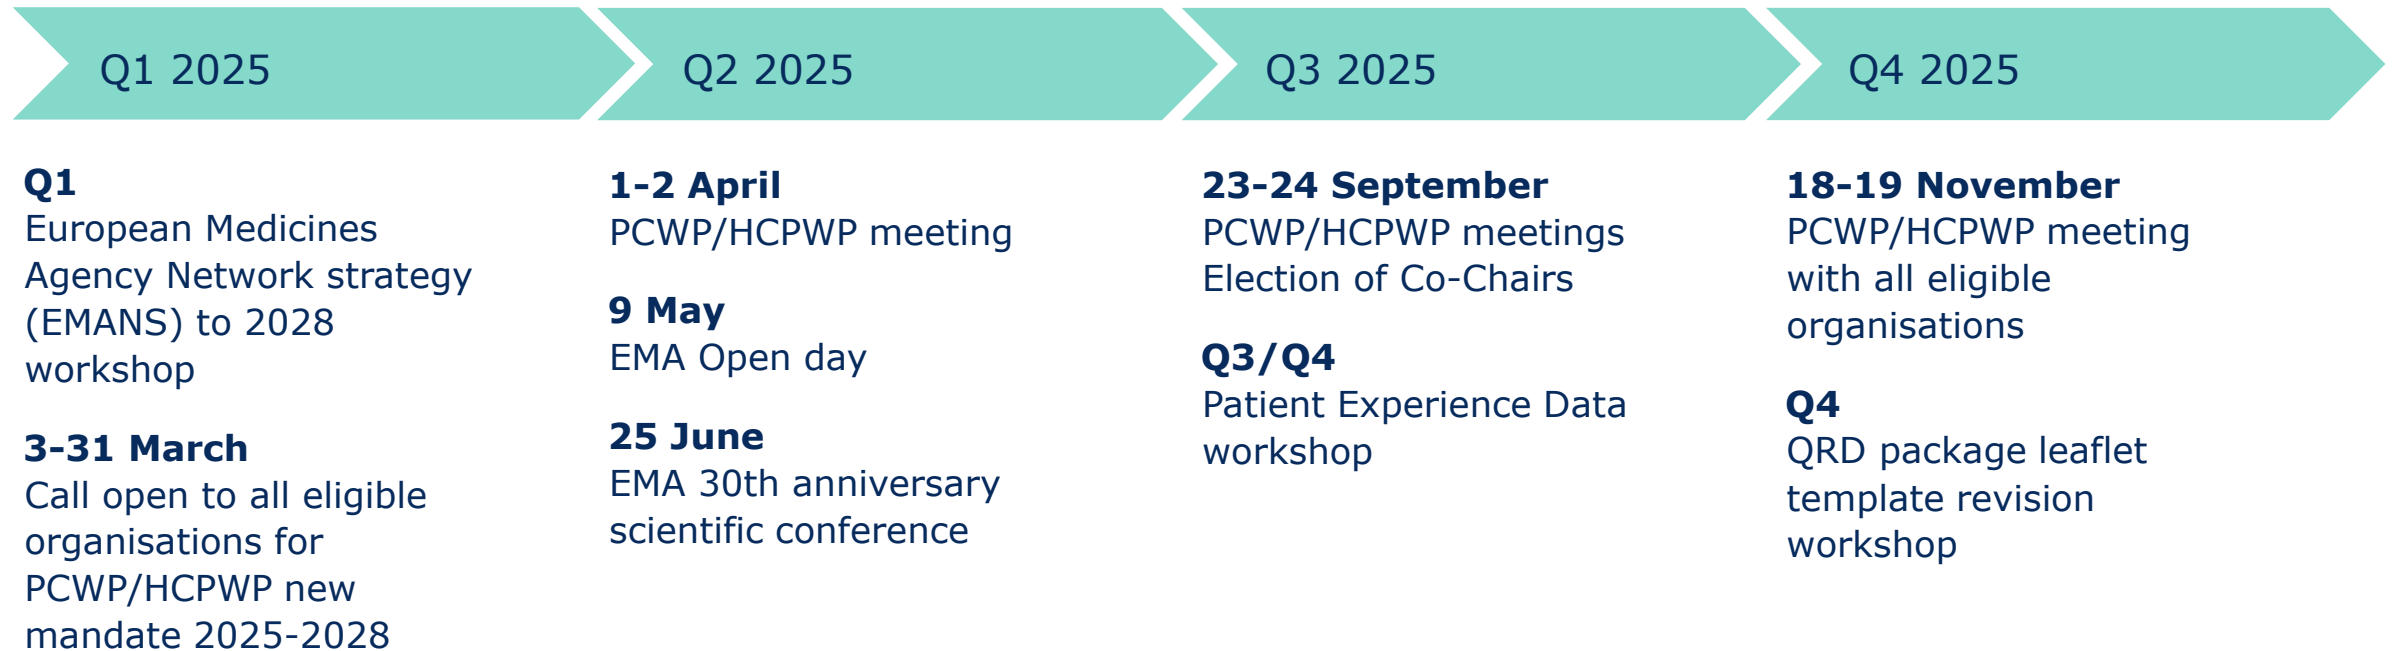 Q1 2025
Q2 2025
Q3 2025
Q4 2025
Q1
European Medicines
Agency Network strategy
(EMANS) to 2028
workshop
3-31 March
Call open to all eligible
organisations for
PCWP/HCPWP new
mandate 2025-2028
1-2 April
PCWP/HCPWP meeting
9 May
EMA Open day
25 June
EMA 30th anniversary
scientific conference
23-24 September
PCWP/HCPWP meetings
Election of Co-Chairs
Q3/Q4
Patient Experience Data
workshop
18-19 November
PCWP/HCPWP meeting
with all eligible
organisations
Q4
QRD package leaflet
template revision
workshop